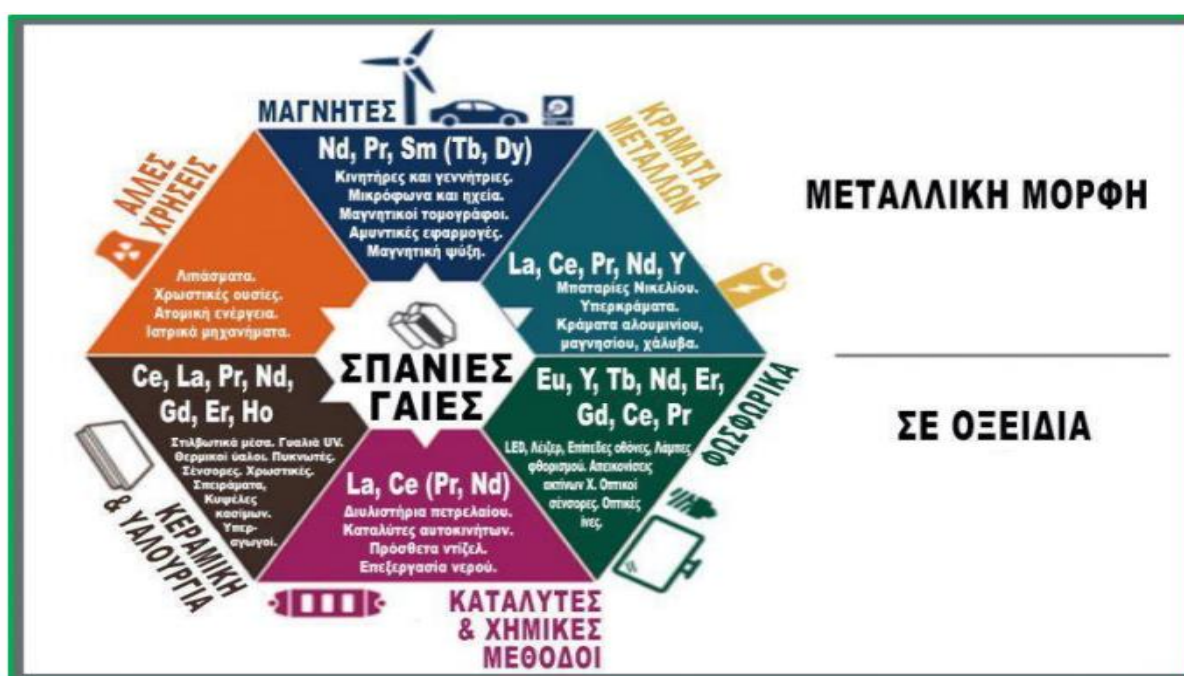 ΜΑΓΝΗΤΕΣ
Nd, Pr, Sm (Tb, Dy)
Κινητήρες και γεννήτριες.
Μικρόφωνα και ηχεία.
Μαγνητικοί τομογράφοι.
Αμυντικές εφαρμογές.
Μαγνητική ψύξη.
ΚΡΑΜΑΤΑ
ΜΕΤΑΛΛΩΝ
La, Ce, Pr, Nd, Y
Μπαταρίες Νικελίου.
Υπερκράματα.
Κράματα αλουμινίου,
μαγνησίου, χάλυβα.
ΑΛΛΕΣ
ΧΡΗΣΕΙΣ
Λιπάσματα.
Χρωστικές ουσίες.
Ατομική ενέργεια.
Ιατρικά μηχανήματα.
ΣΠΑΝΙΕΣ
ΓΑΙΕΣ
Ce, La, Pr, Nd,
Gd, Er, Ho
Στιλβωτικά μέσα. Γυαλιά UV.
Θερμικοί ύαλοι. Πυκνωτές.
Σένσορες. Χρωστικές.
Σπειράματα,
Κυψέλες
κασίμων.
Υπερ-
αγωγοί.
ΚΕΡΑΜΙΚΗ
& ΥΑΛΟΥΡΓΙΑ
La, Ce (Pr, Nd)
Διυλιστήρια πετρελαίου.
Καταλύτες αυτοκινήτων.
Πρόσθετα ντίζελ.
Επεξεργασία νερού.
ΚΑΤΑΛΥΤΕΣ
& ΧΗΜΙΚΕΣ
ΜΕΘΟΔΟΙ
Eu, Y, Tb, Nd, Er,
Gd, Ce, Pr
LED, Λέιζερ, Επίπεδες οθόνες, Λάμπες
φθορισμού. Απεικονίσεις
ακτίνων Χ. Οπτικοί
σένσορες. Οπτικές
ίνες.
ΦΩΣΦΩΡΙΚΑ
ΜΕΤΑΛΛΙΚΗ ΜΟΡΦΗ
ΣΕ ΟΞΕΙΔΙΑ